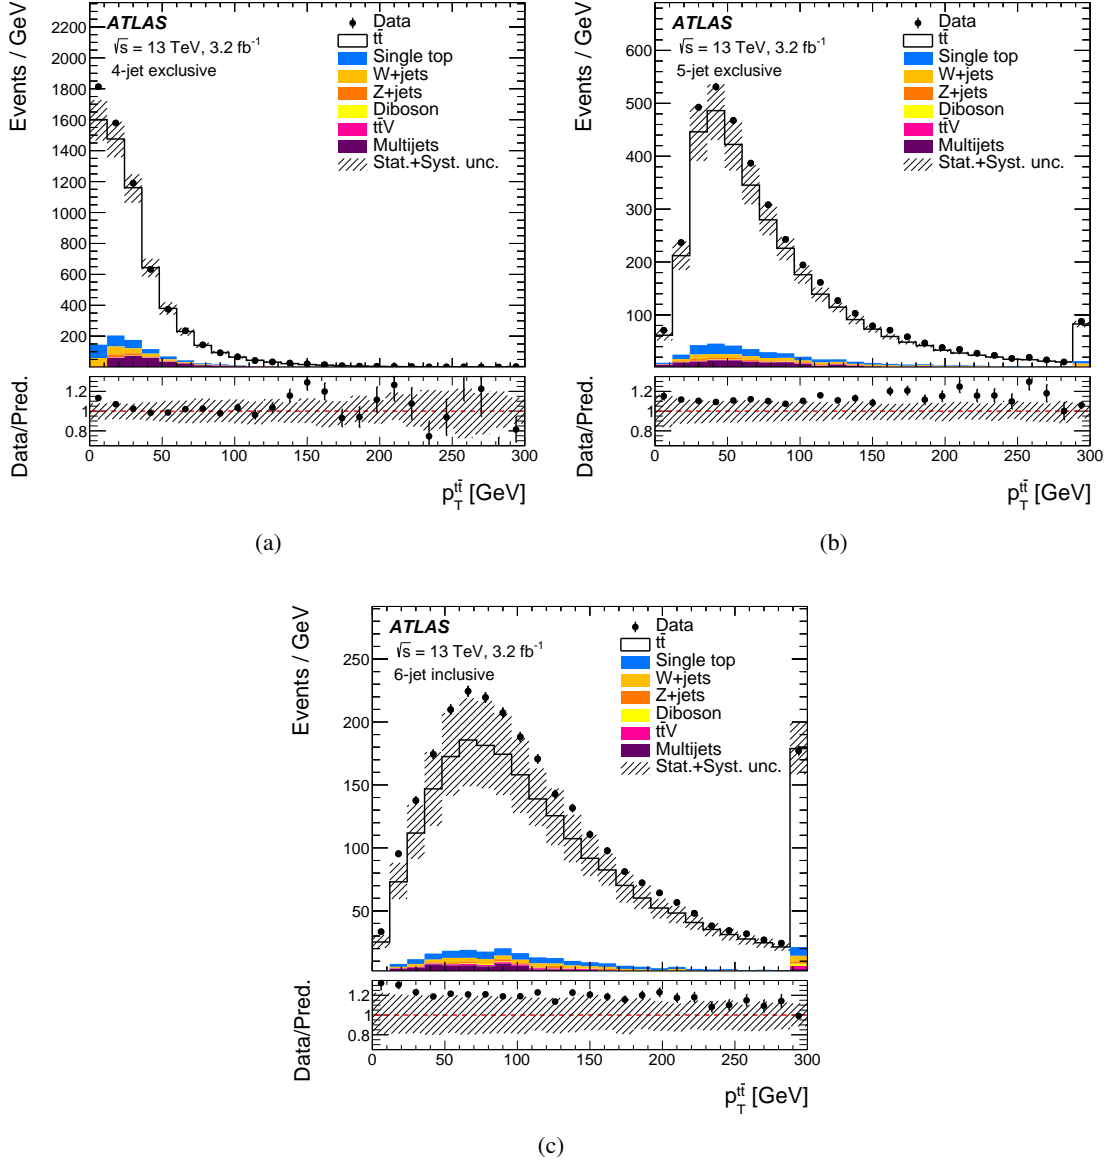 Events / GeV
2200
2000
1800
1600
1400
1200
1000
800
600
400
200
ATLAS
√s = 13 TeV, 3.2 fb⁻¹
4-jet exclusive
Data
tt̄
Single top
W+jets
Z+jets
Diboson
tt̄V
Multijets
Stat.+Syst. unc.
Data/Pred.
1.2
1
0.8
0 50 100 150 200 250 300
p_T^{tt̄} [GeV]
(a)
Events / GeV
600
500
400
300
200
100
ATLAS
√s = 13 TeV, 3.2 fb⁻¹
5-jet exclusive
Data
tt̄
Single top
W+jets
Z+jets
Diboson
tt̄V
Multijets
Stat.+Syst. unc.
Data/Pred.
1.2
1
0.8
0 50 100 150 200 250 300
p_T^{tt̄} [GeV]
(b)
Events / GeV
250
200
150
100
50
ATLAS
√s = 13 TeV, 3.2 fb⁻¹
6-jet inclusive
Data
tt̄
Single top
W+jets
Z+jets
Diboson
tt̄V
Multijets
Stat.+Syst. unc.
Data/Pred.
1.2
1
0.8
0 50 100 150 200 250 300
p_T^{tt̄} [GeV]
(c)